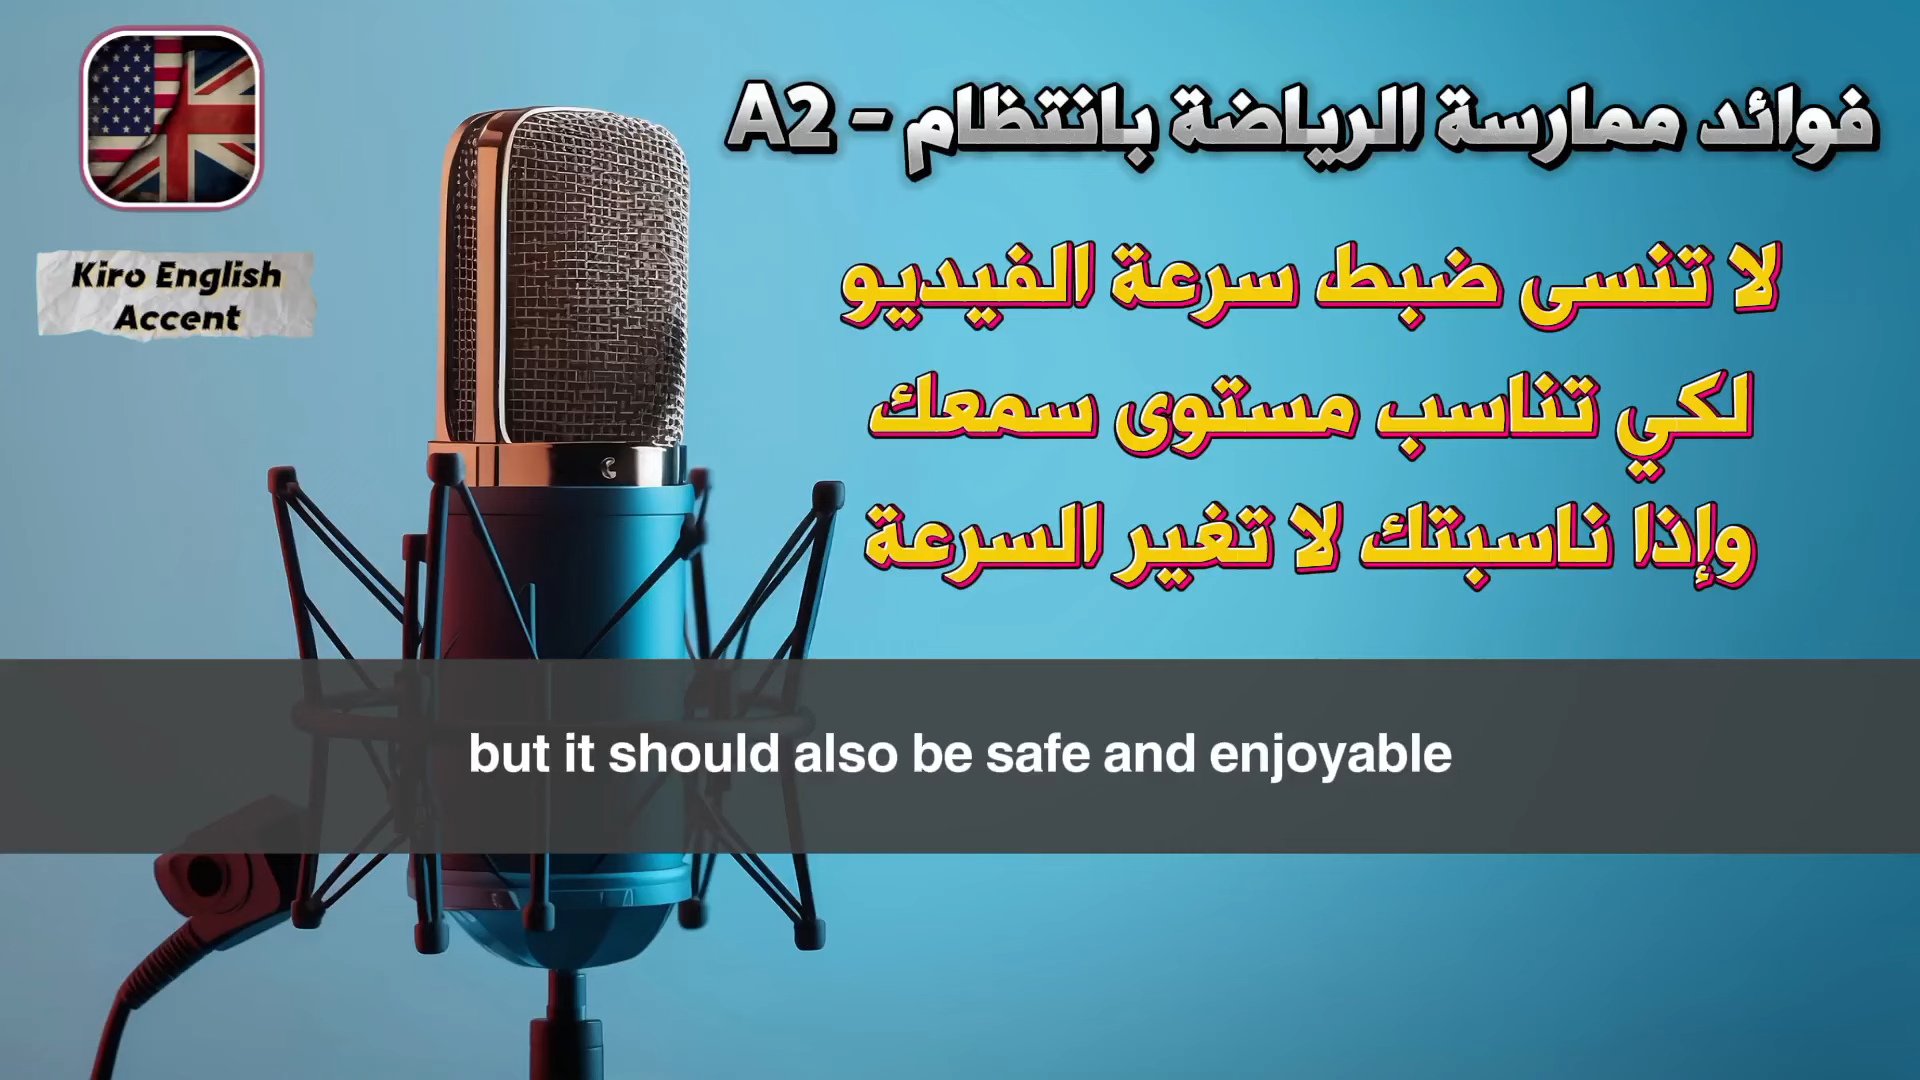 فوائد ممارسة الرياضة بانتظام - A2
Kiro English
Accent
لا تنسى ضبط سرعة الفيديو
لكي تناسب مستوى سمعك
وإذا ناسبتك لا تغير السرعة
but it should also be safe and enjoyable